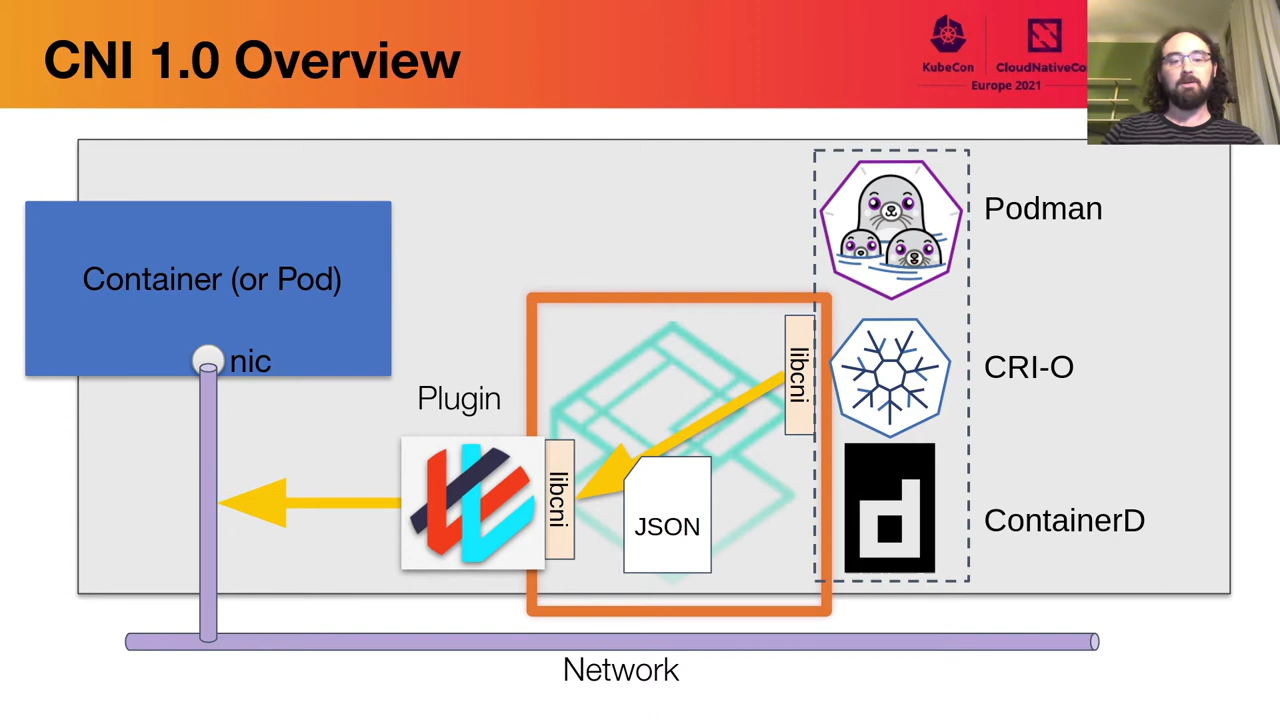 CNI 1.0 Overview
KubeCon
CloudNativeCo
Europe 2021
Podman
Container (or Pod)
nic
libcni
CRI-O
Plugin
libcni
JSON
ContainerD
Network